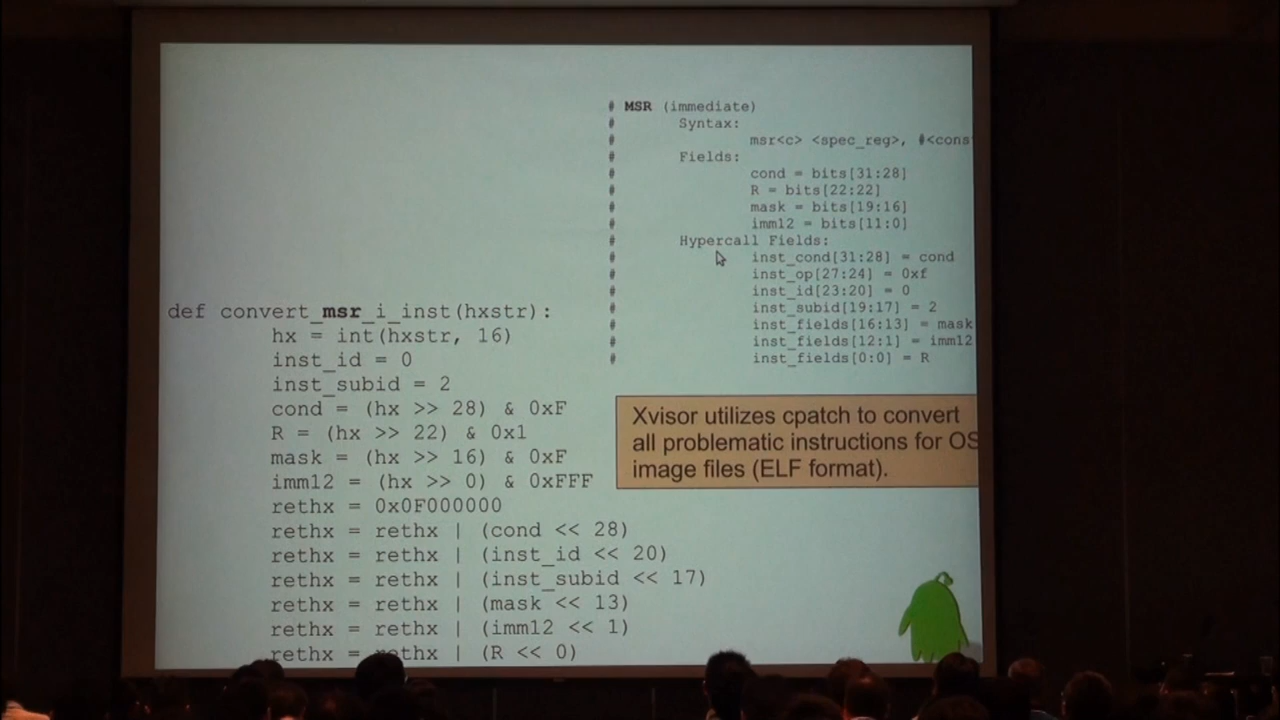 # MSR (immediate)
# Syntax:
# msr<c> <spec_reg>, #<cons
# Fields:
# cond = bits[31:28]
# R = bits[22:22]
# mask = bits[19:16]
# imm12 = bits[11:0]
# Hypercall Fields:
# inst_cond[31:28] = cond
# inst_op[27:24] = 0xf
# inst_id[23:20] = 0
# inst_subid[19:17] = 2
# inst_fields[16:13] = mask
# inst_fields[12:1] = imm12
# inst_fields[0:0] = R
def convert_msr_i_inst(hxstr):
hx = int(hxstr, 16)
inst_id = 0
inst_subid = 2
cond = (hx >> 28) & 0xF
R = (hx >> 22) & 0x1
mask = (hx >> 16) & 0xF
imm12 = (hx >> 0) & 0xFFF
rethx = 0x0F000000
rethx = rethx | (cond << 28)
rethx = rethx | (inst_id << 20)
rethx = rethx | (inst_subid << 17)
rethx = rethx | (mask << 13)
rethx = rethx | (imm12 << 1)
rethx = rethx | (R << 0)
Xvisor utilizes cpatch to convert
all problematic instructions for OS
image files (ELF format).